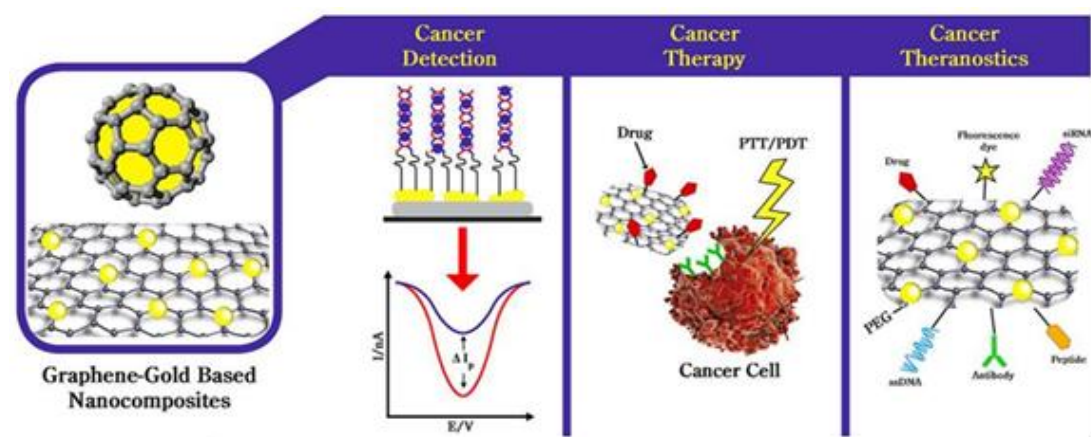 Cancer
Detection
Cancer
Therapy
Cancer
Theranostics
Graphene-Gold Based
Nanocomposites
I/nA
Δ Ip
E/V
Drug
PTT/PDT
Cancer Cell
Drug
Fluorescence
dye
siRNA
PEG
ssDNA
Antibody
Peptide